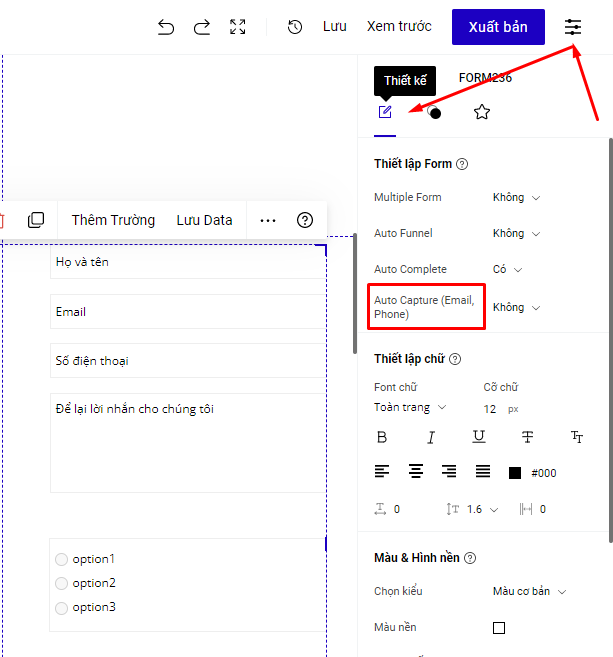 Lưu
Xem trước
Xuất bản
Thiết kế
FORM236
Thêm Trường
Lưu Data
Họ và tên
Email
Số điện thoại
Để lại lời nhắn cho chúng tôi
option1
option2
option3
Thiết lập Form
Multiple Form
Không
Auto Funnel
Không
Auto Complete
Có
Auto Capture (Email,
Phone)
Không
Thiết lập chữ
Font chữ
Cỡ chữ
Toàn trang
12 px
B I U T TT
#000
0
1.6
0
Màu & Hình nền
Chọn kiểu
Màu cơ bản
Màu nền